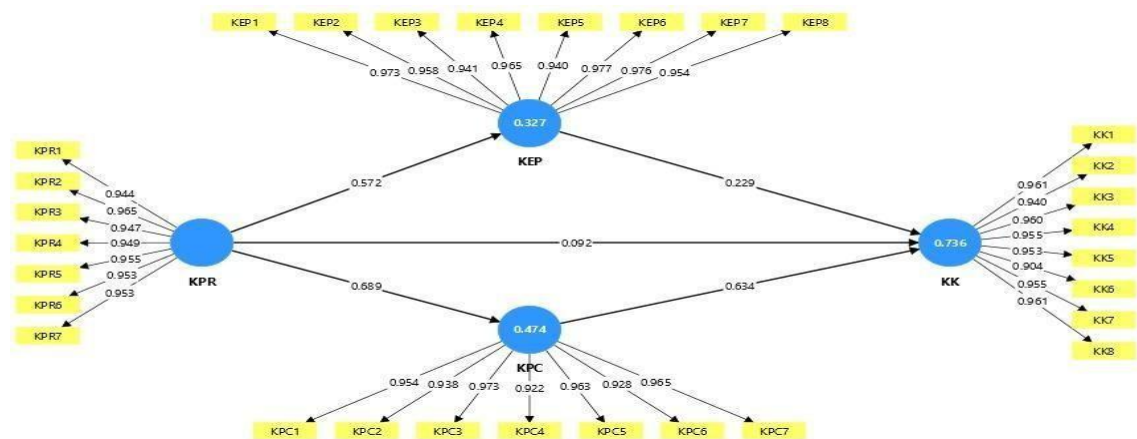 KEP1 KEP2 KEP3 KEP4 KEP5 KEP6 KEP7 KEP8
0.973 0.958 0.941 0.965 0.940 0.977 0.976 0.954
0.327
KEP
KPR1
KPR2
KPR3
KPR4
KPR5
KPR6
KPR7
0.944
0.965
0.947
0.949
0.955
0.953
0.953
KPR
0.572
0.229
0.092
0.689
0.634
KK1
KK2
KK3
KK4
KK5
KK6
KK7
KK8
0.961
0.940
0.960
0.955
0.953
0.904
0.955
0.961
0.736
KK
0.474
KPC
0.954 0.938 0.973 0.922 0.963 0.928 0.965
KPC1 KPC2 KPC3 KPC4 KPC5 KPC6 KPC7